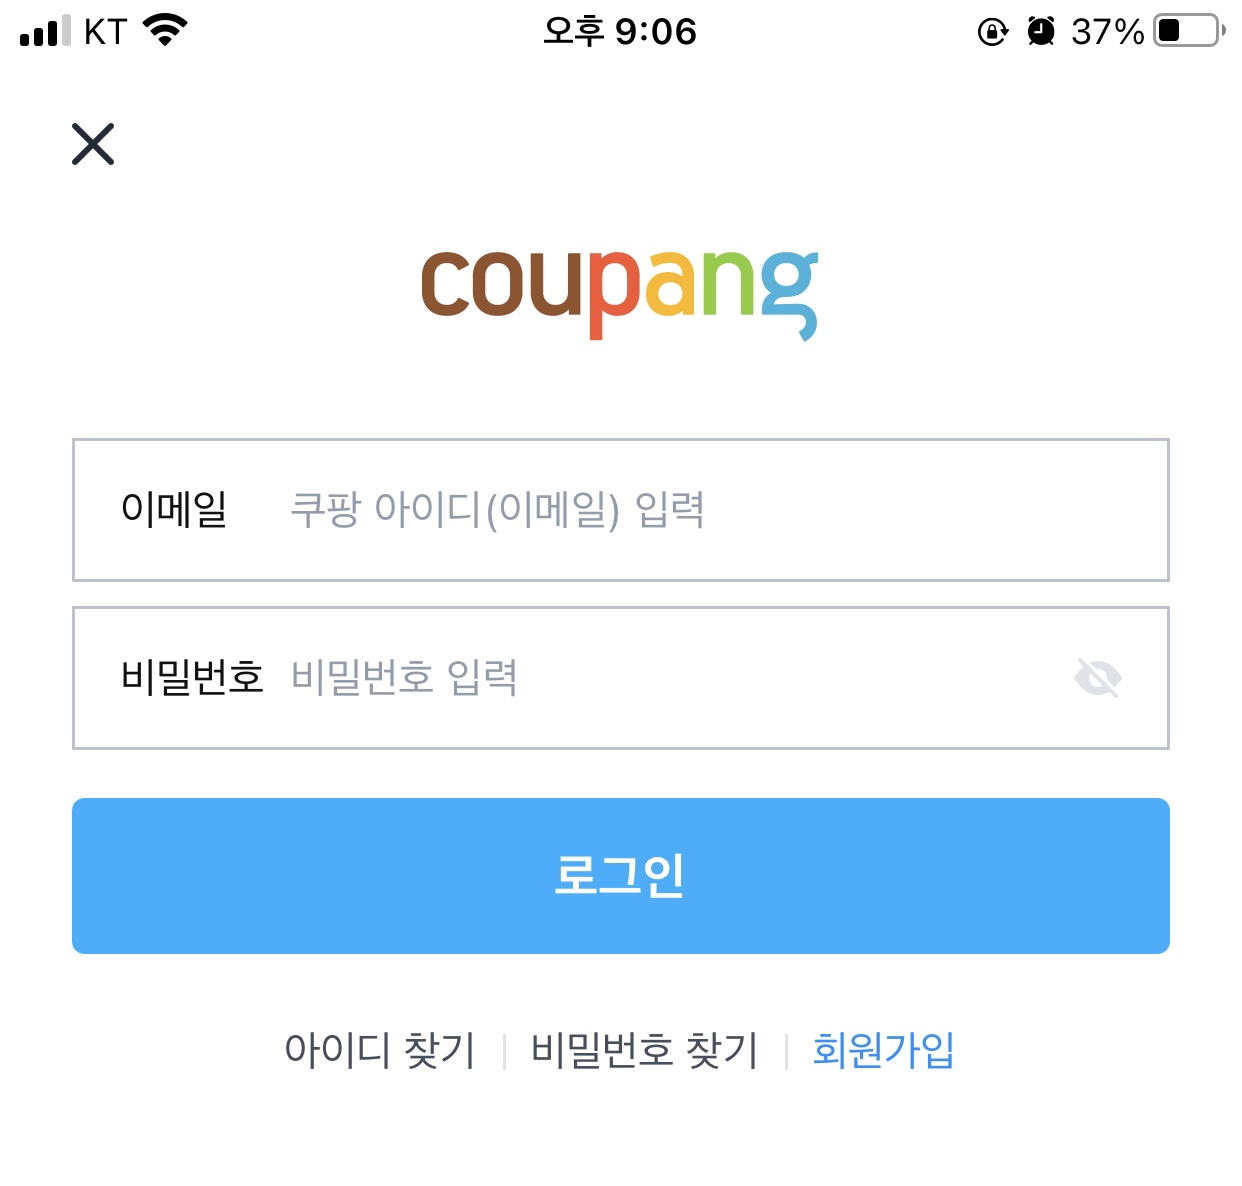 KT 오후 9:06 37%
coupang
이메일 쿠팡 아이디(이메일) 입력
비밀번호 비밀번호 입력
로그인
아이디 찾기 | 비밀번호 찾기 | 회원가입